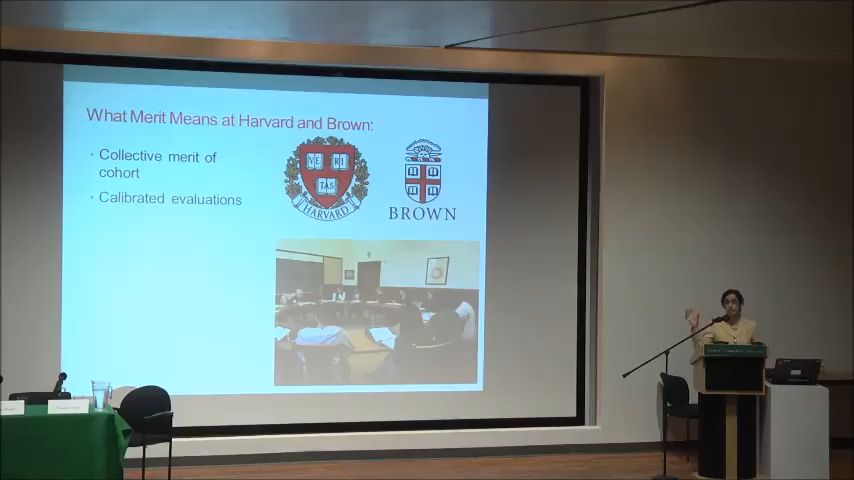 What Merit Means at Harvard and Brown:
• Collective merit of
cohort
• Calibrated evaluations
VE RI
TAS
HARVARD
BROWN